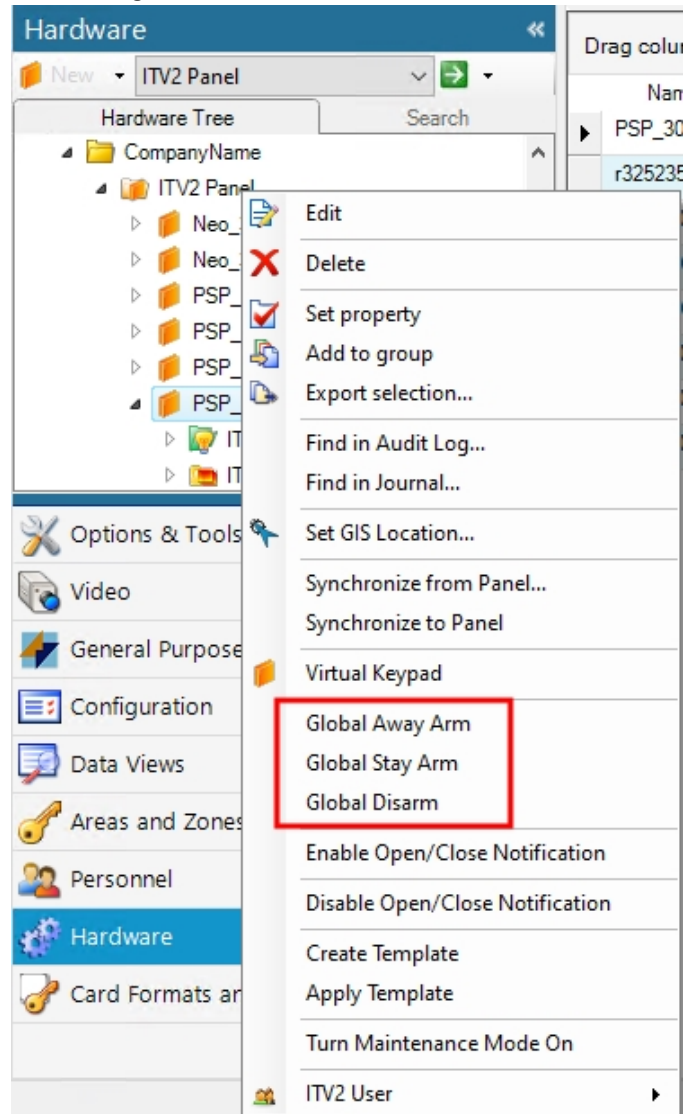 Hardware
Drag colu
New
ITV2 Panel
Hardware Tree
Search
Nam
CompanyName
PSP_30
ITV2 Panel
r325235
Neo_
Neo_
PSP_
PSP_
PSP_
PSP_
IT
IT
Edit
Delete
Set property
Add to group
Export selection...
Find in Audit Log...
Find in Journal...
Set GIS Location...
Synchronize from Panel...
Synchronize to Panel
Virtual Keypad
Global Away Arm
Global Stay Arm
Global Disarm
Enable Open/Close Notification
Disable Open/Close Notification
Create Template
Apply Template
Turn Maintenance Mode On
ITV2 User
Options & Tools
Video
General Purpose
Configuration
Data Views
Areas and Zones
Personnel
Hardware
Card Formats ar